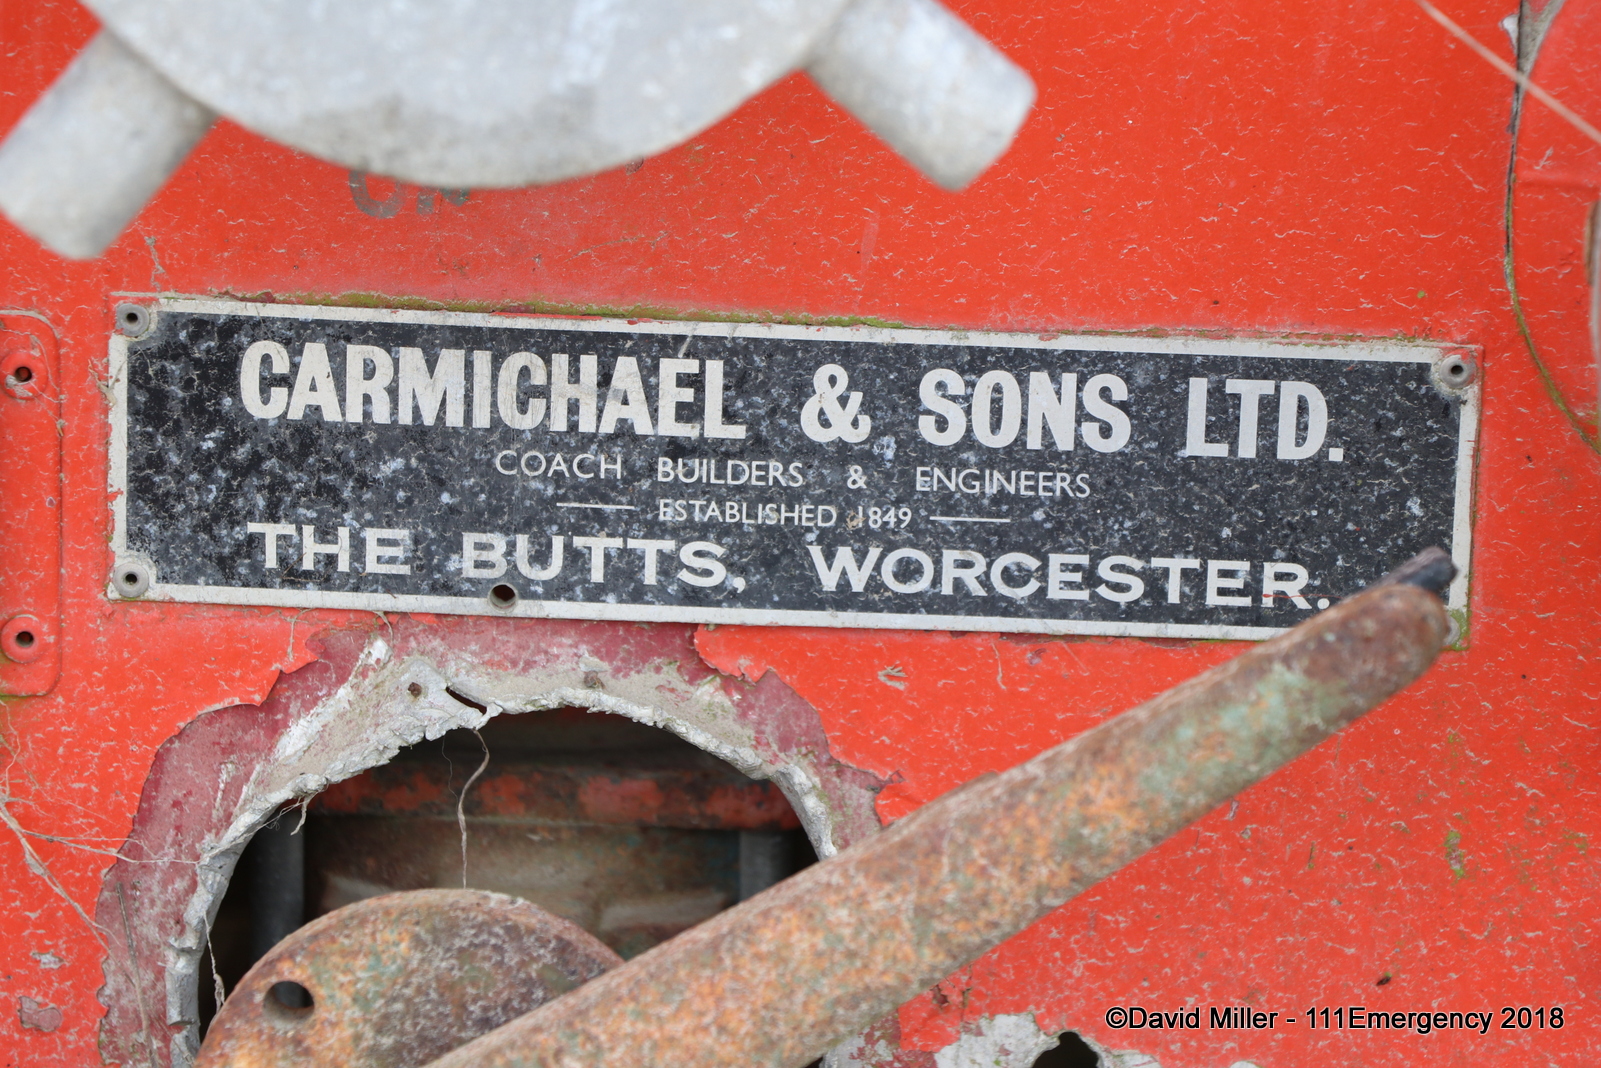 CARMICHAEL & SONS LTD.
COACH BUILDERS & ENGINEERS
ESTABLISHED 1849
THE BUTTS, WORCESTER.
©David Miller - 111Emergency 2018